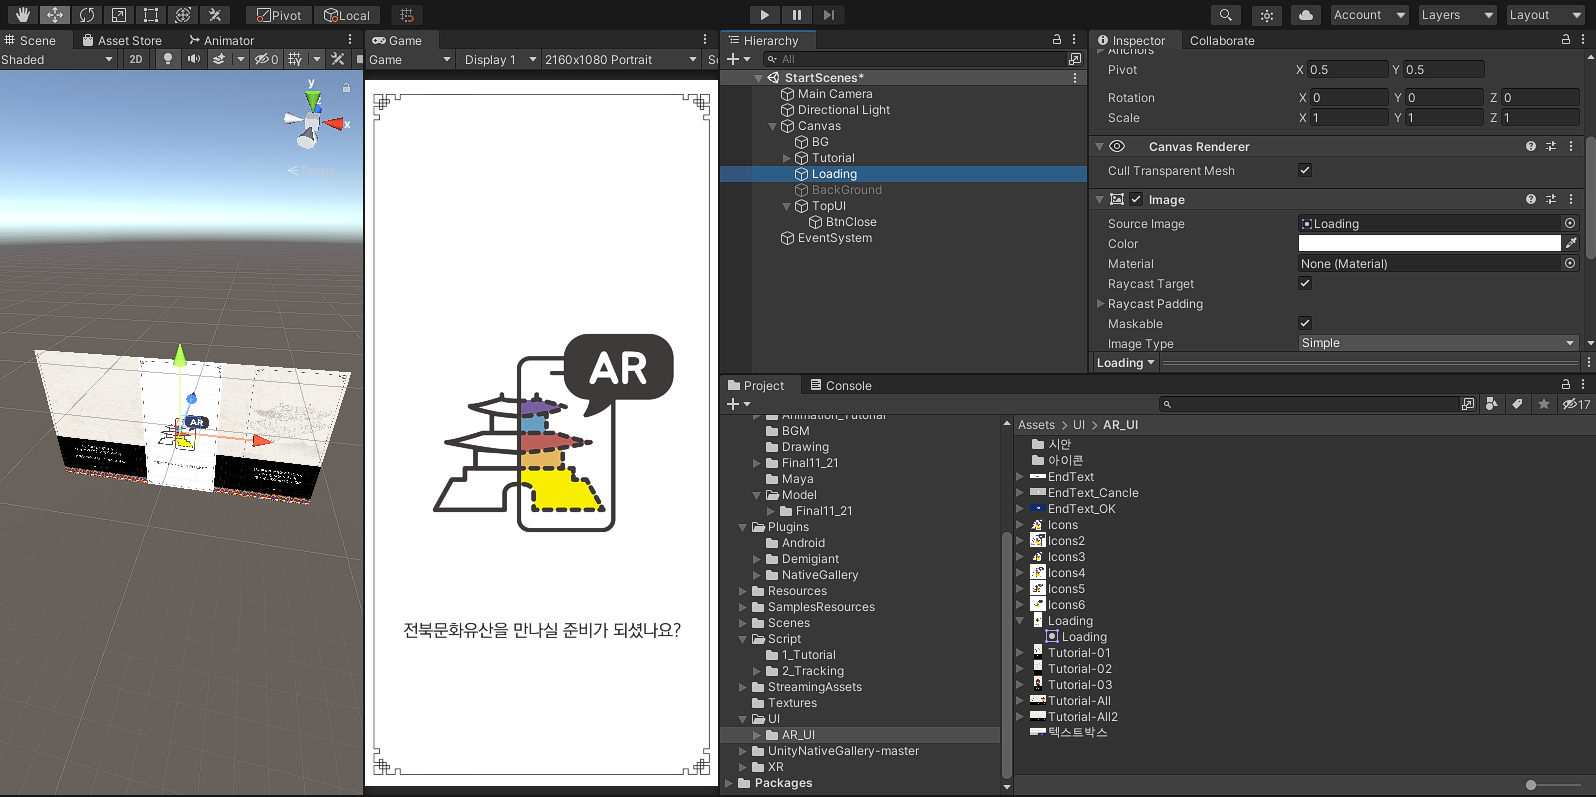 Pivot
Local
Account
Layers
Layout
Scene
Asset Store
Animator
Game
Hierarchy
Inspector
Collaborate
Shaded
2D
0
Game
Display 1
2160x1080 Portrait
Sc
All
y
x
Persp
StartScenes*
Main Camera
Directional Light
Canvas
BG
Tutorial
Loading
BackGround
TopUI
BtnClose
EventSystem
Anchors
Pivot X 0.5 Y 0.5
Rotation X 0 Y 0 Z 0
Scale X 1 Y 1 Z 1
Canvas Renderer
Cull Transparent Mesh
Image
Source Image Loading
Color
Material None (Material)
Raycast Target
Raycast Padding
Maskable
Image Type Simple
Loading
AR
AR
전북문화유산을 만나실 준비가 되셨나요?
Project
Console
17
Animation_Tutorial
BGM
Drawing
Final11_21
Maya
Model
Final11_21
Plugins
Android
Demigiant
NativeGallery
Resources
SamplesResources
Scenes
Script
1_Tutorial
2_Tracking
StreamingAssets
Textures
UI
AR_UI
UnityNativeGallery-master
XR
Packages
Assets > UI > AR_UI
시안
아이콘
EndText
EndText_Cancle
EndText_OK
Icons
Icons2
Icons3
Icons4
Icons5
Icons6
Loading
Loading
Tutorial-01
Tutorial-02
Tutorial-03
Tutorial-All
Tutorial-All2
텍스트박스